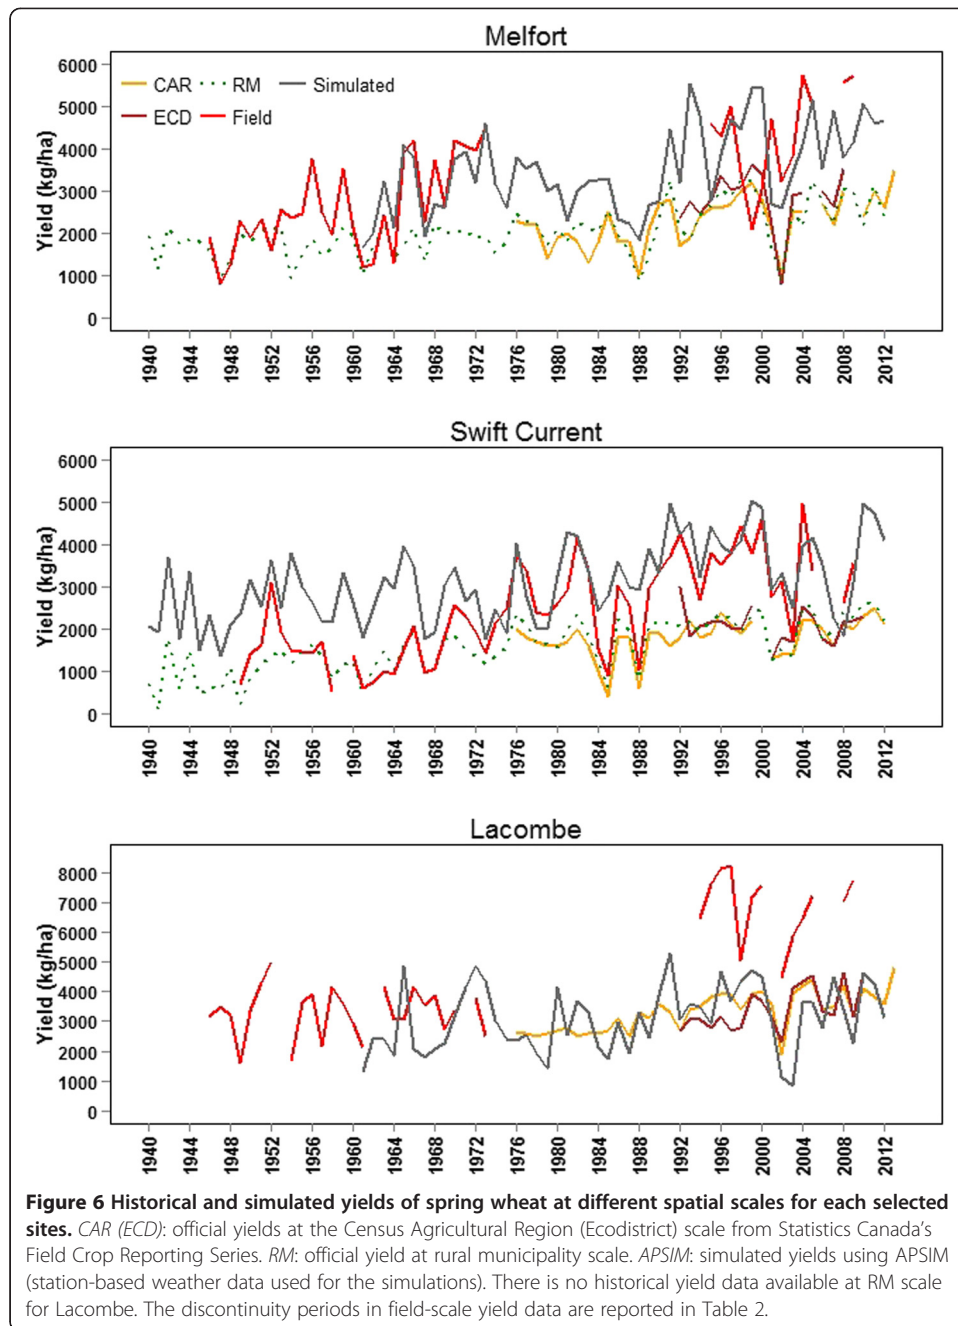 Melfort
6000
5000
4000
3000
2000
1000
0
Yield (kg/ha)
CAR RM Simulated
ECD Field
1940 1944 1948 1952 1956 1960 1964 1968 1972 1976 1980 1984 1988 1992 1996 2000 2004 2008 2012
Swift Current
6000
5000
4000
3000
2000
1000
0
Yield (kg/ha)
1940 1944 1948 1952 1956 1960 1964 1968 1972 1976 1980 1984 1988 1992 1996 2000 2004 2008 2012
Lacombe
8000
7000
6000
5000
4000
3000
2000
1000
0
Yield (kg/ha)
1940 1944 1948 1952 1956 1960 1964 1968 1972 1976 1980 1984 1988 1992 1996 2000 2004 2008 2012
Figure 6 Historical and simulated yields of spring wheat at different spatial scales for each selected
sites. CAR (ECD): official yields at the Census Agricultural Region (Ecodistrict) scale from Statistics Canada's
Field Crop Reporting Series. RM: official yield at rural municipality scale. APSIM: simulated yields using APSIM
(station-based weather data used for the simulations). There is no historical yield data available at RM scale
for Lacombe. The discontinuity periods in field-scale yield data are reported in Table 2.